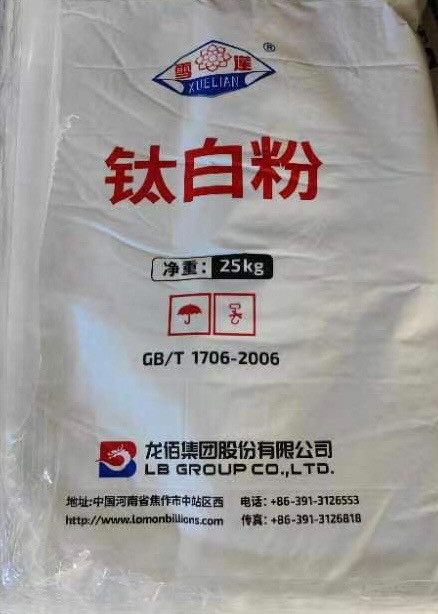 雪莲®
XUELIAN
钛白粉
净重：25kg
GB/T 1706-2006
龙佰集团股份有限公司
LB GROUP CO.,LTD.
地址:中国河南省焦作市中站区西 电话: +86-391-3126553
http://www.lomonbillions.com 传真: +86-391-3126818